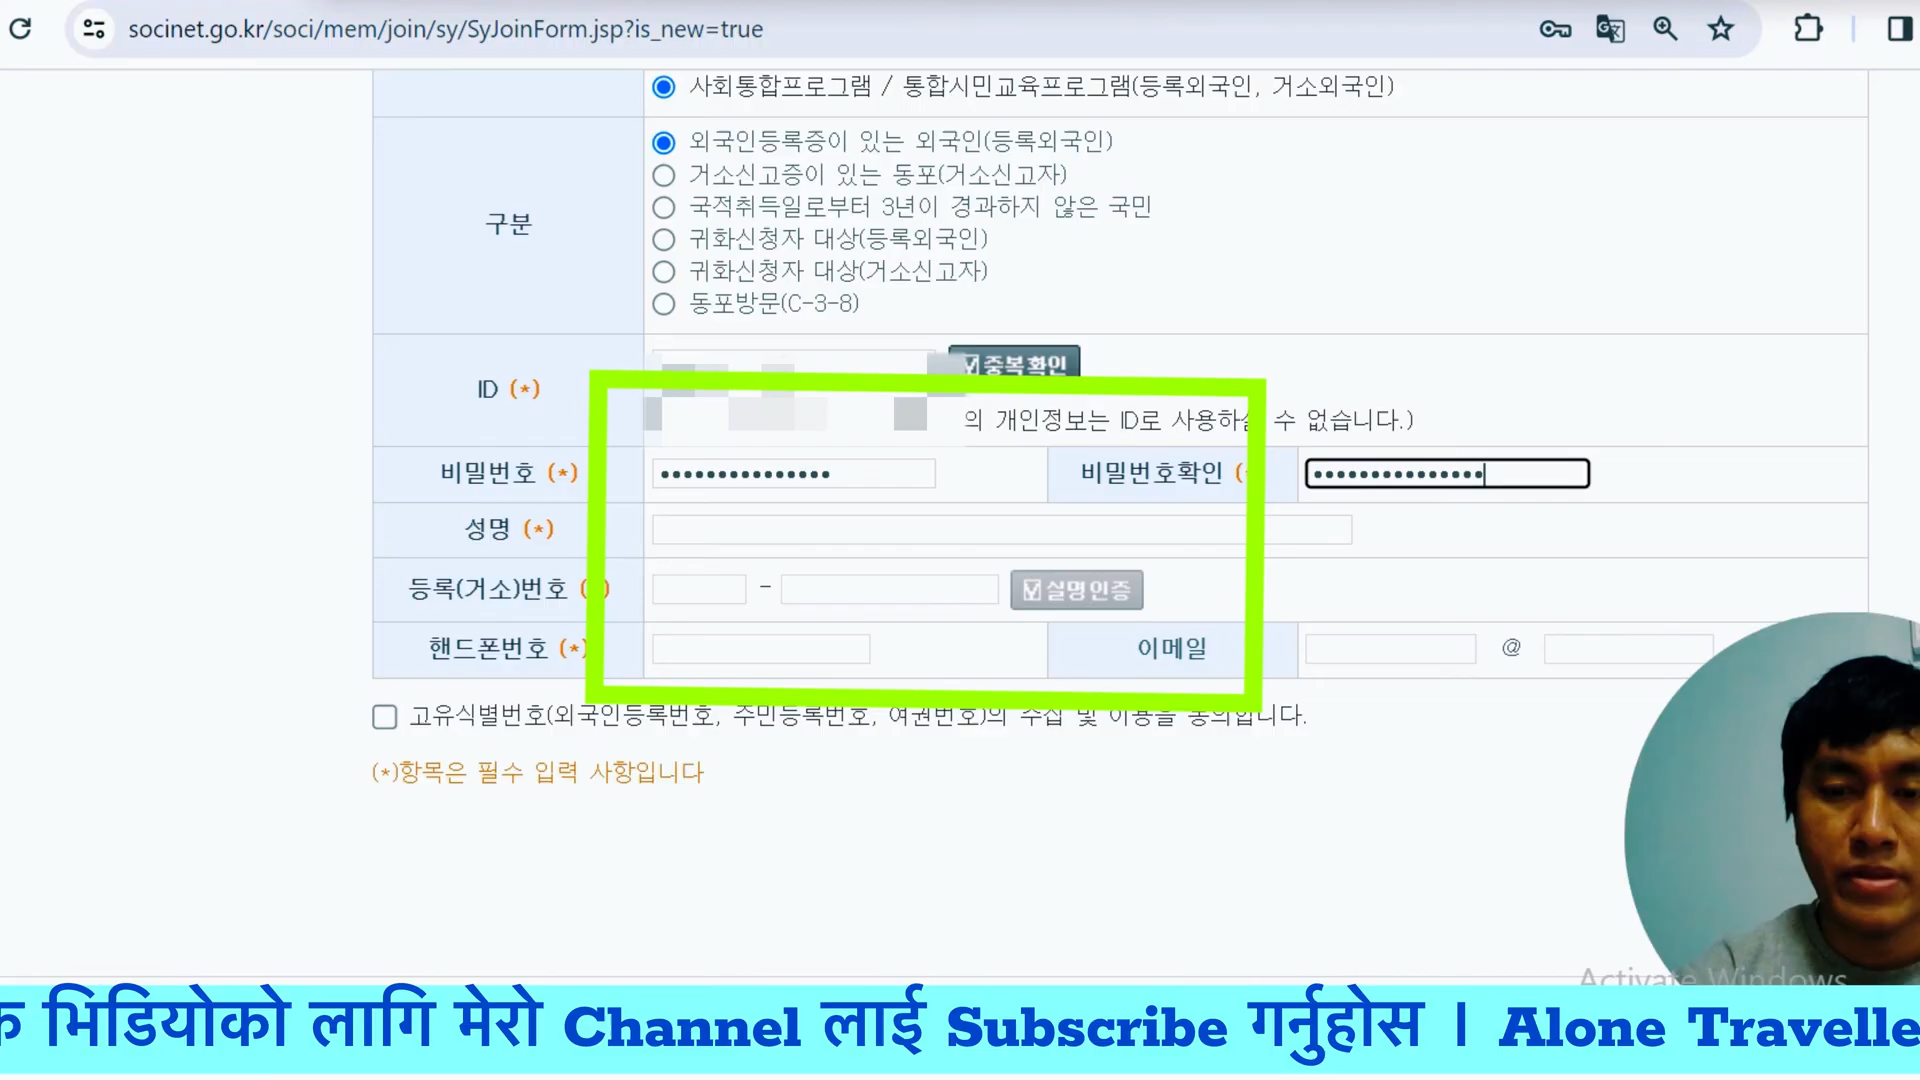 socinet.go.kr/soci/mem/join/sy/SyJoinForm.jsp?is_new=true
사회통합프로그램 / 통합시민교육프로그램(등록외국인, 거소외국인)
구분
외국인등록증이 있는 외국인(등록외국인)
거소신고증이 있는 동포(거소신고자)
국적취득일로부터 3년이 경과하지 않은 국민
귀화신청자 대상(등록외국인)
귀화신청자 대상(거소신고자)
동포방문(C-3-8)
ID (*) 중복확인
의 개인정보는 ID로 사용하실 수 없습니다.)
비밀번호 (*) 비밀번호확인
성명 (*)
등록(거소)번호 - 실명인증
핸드폰번호 (*) 이메일 @
고유식별번호(외국인등록번호, 주민등록번호, 여권번호)의 수집 및 이용을 동의합니다.
(*)항목은 필수 입력 사항입니다
Activate Windows
भिडियोको लागि मेरो Channel लाई Subscribe गर्नुहोस । Alone Travelle